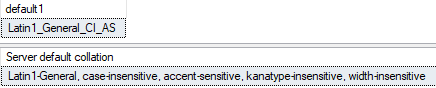 default1
Latin1_General_CI_AS
Server default collation
Latin1-General, case-insensitive, accent-sensitive, kanatype-insensitive, width-insensitive